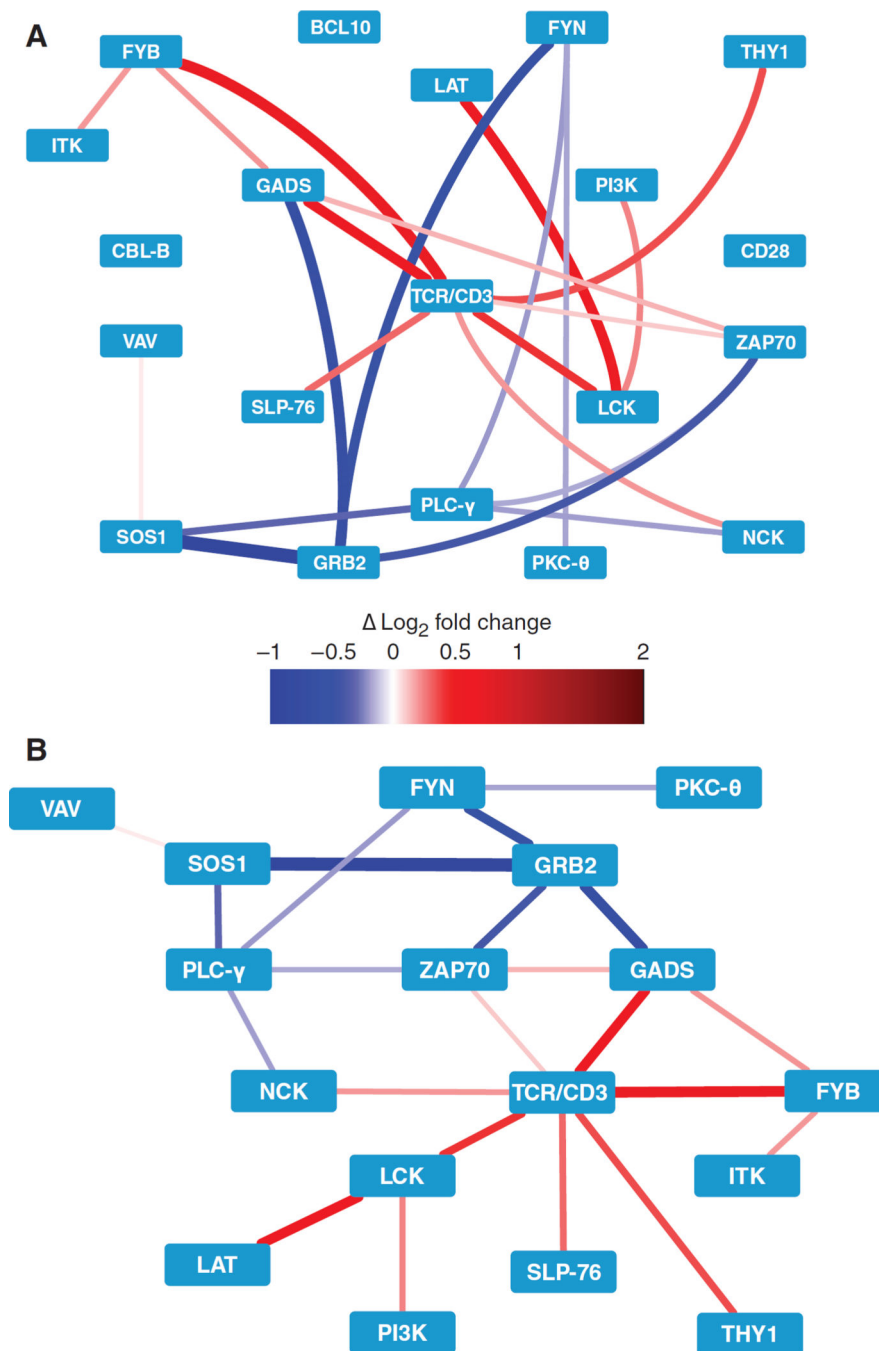 A
BCL10 FYN
FYB THY1
LAT
ITK
GADS PI3K
CBL-B CD28
TCR/CD3
VAV ZAP70
SLP-76 LCK
PLC-γ
SOS1 NCK
GRB2 PKC-θ
Δ Log2 fold change
−1 −0.5 0 0.5 1 2
B
FYN PKC-θ
VAV
SOS1 GRB2
PLC-γ ZAP70 GADS
NCK TCR/CD3 FYB
LCK ITK
LAT SLP-76
PI3K THY1